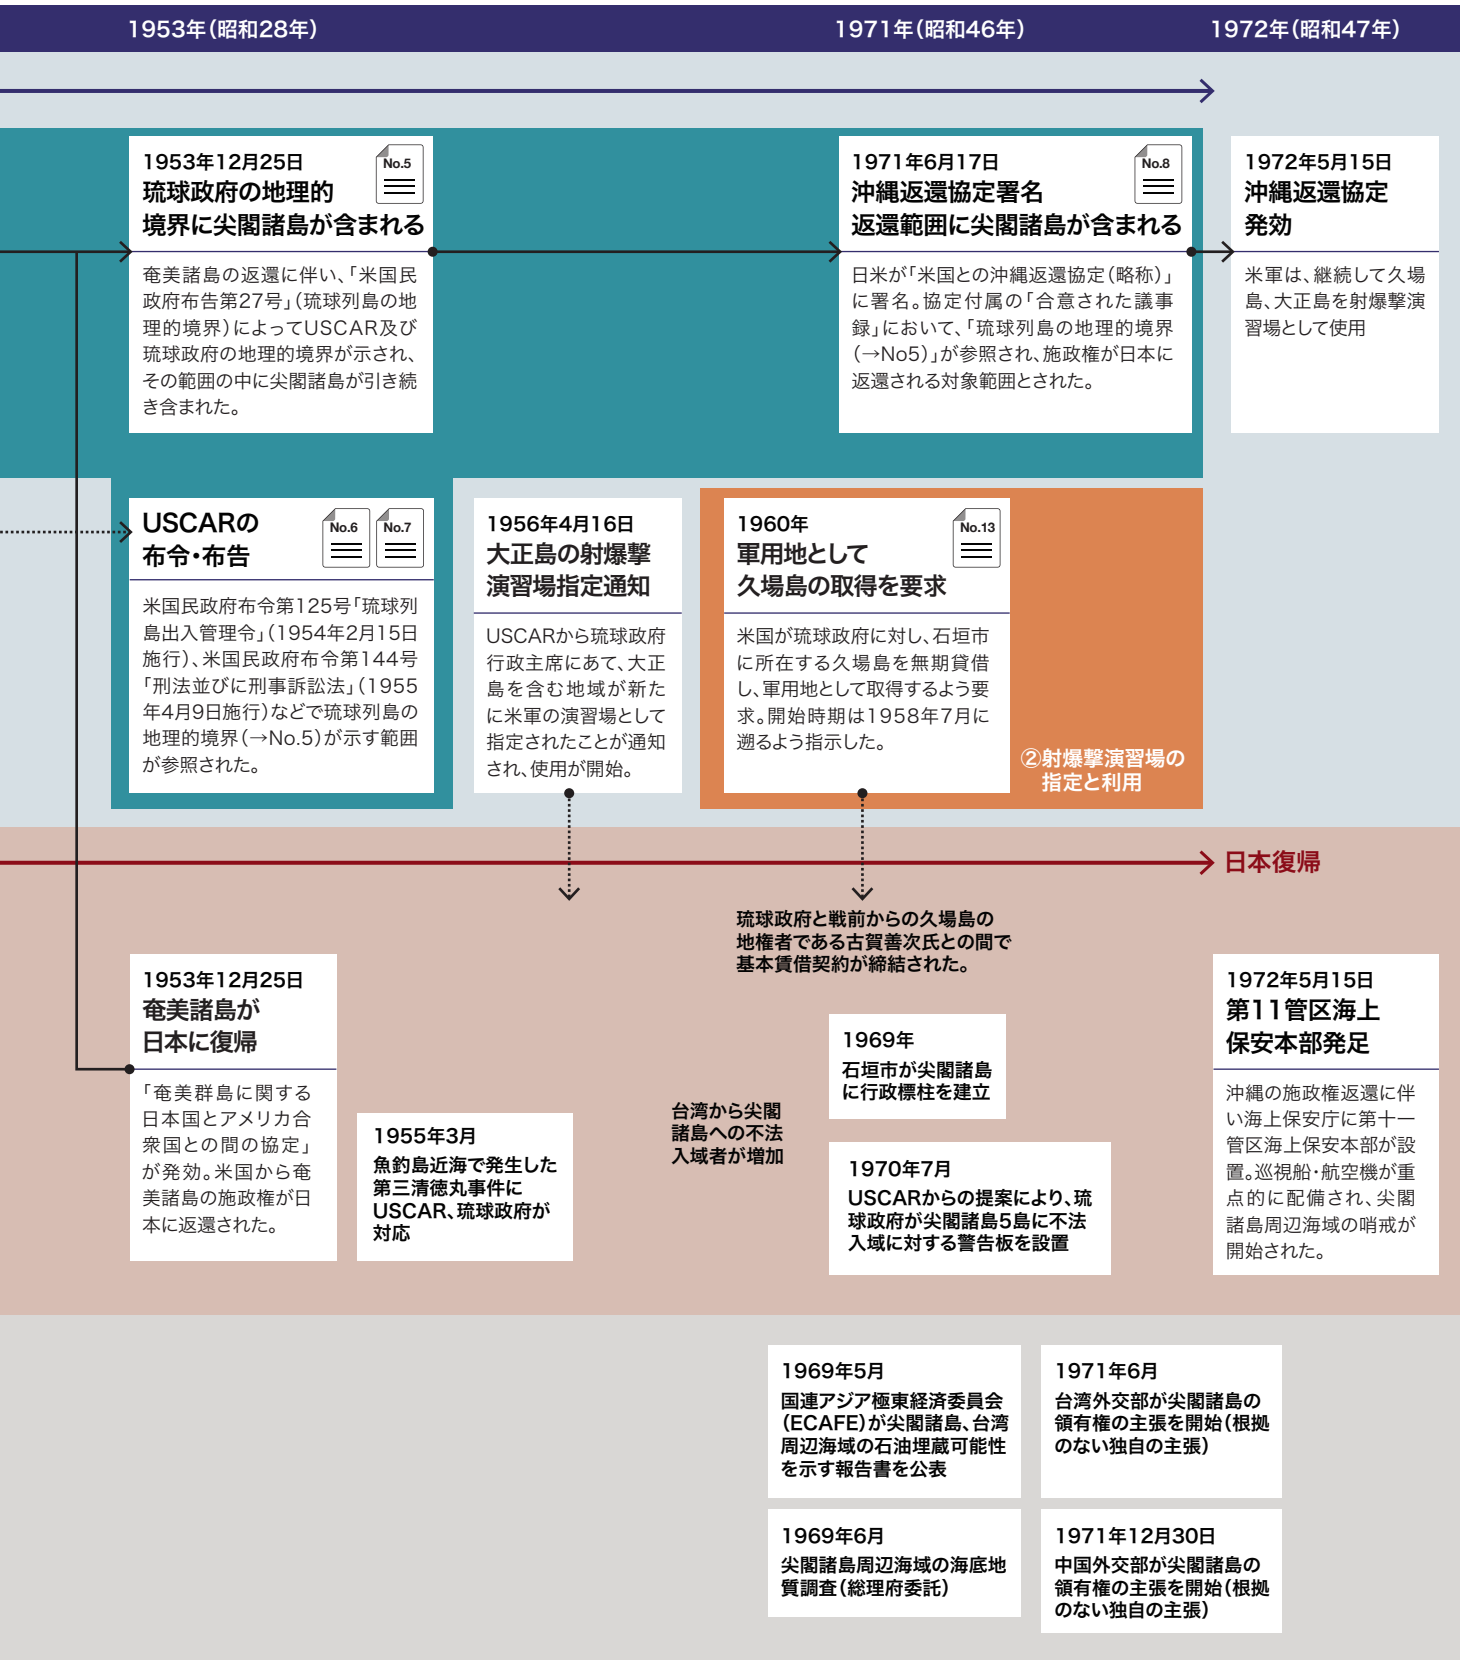 1953年(昭和28年)
1971年(昭和46年)
1972年(昭和47年)
1953年12月25日
No.5
琉球政府の地理的
境界に尖閣諸島が含まれる
奄美諸島の返還に伴い、「米国民
政府布告第27号」(琉球列島の地
理的境界)によってUSCAR及び
琉球政府の地理的境界が示され、
その範囲の中に尖閣諸島が引き続
き含まれた。
1971年6月17日
No.8
沖縄返還協定署名
返還範囲に尖閣諸島が含まれる
日米が「米国との沖縄返還協定(略称)」
に署名。協定付属の「合意された議事
録」において、「琉球列島の地理的境界
(→No5)」が参照され、施政権が日本に
返還される対象範囲とされた。
1972年5月15日
沖縄返還協定
発効
米軍は、継続して久場
島、大正島を射爆撃演
習場として使用
USCARの
布令・布告
No.6
No.7
米国民政府布令第125号「琉球列
島出入管理令」(1954年2月15日
施行)、米国民政府布令第144号
「刑法並びに刑事訴訟法」(1955
年4月9日施行)などで琉球列島の
地理的境界(→No.5)が示す範囲
が参照された。
1956年4月16日
大正島の射爆撃
演習場指定通知
USCARから琉球政府
行政主席にあて、大正
島を含む地域が新た
に米軍の演習場として
指定されたことが通知
され、使用が開始。
1960年
No.13
軍用地として
久場島の取得を要求
米国が琉球政府に対し、石垣市
に所在する久場島を無期貸借
し、軍用地として取得するよう要
求。開始時期は1958年7月に
遡るよう指示した。
②射爆撃演習場の
指定と利用
日本復帰
琉球政府と戦前からの久場島の
地権者である古賀善次氏との間で
基本賃借契約が締結された。
1953年12月25日
奄美諸島が
日本に復帰
「奄美群島に関する
日本国とアメリカ合
衆国との間の協定」
が発効。米国から奄
美諸島の施政権が日
本に返還された。
1955年3月
魚釣島近海で発生した
第三清徳丸事件に
USCAR、琉球政府が
対応
台湾から尖閣
諸島への不法
入域者が増加
1969年
石垣市が尖閣諸島
に行政標柱を建立
1970年7月
USCARからの提案により、琉
球政府が尖閣諸島5島に不法
入域に対する警告板を設置
1972年5月15日
第11管区海上
保安本部発足
沖縄の施政権返還に伴
い海上保安庁に第十一
管区海上保安本部が設
置。巡視船・航空機が重
点的に配備され、尖閣
諸島周辺海域の哨戒が
開始された。
1969年5月
国連アジア極東経済委員会
(ECAFE)が尖閣諸島、台湾
周辺海域の石油埋蔵可能性
を示す報告書を公表
1971年6月
台湾外交部が尖閣諸島の
領有権の主張を開始(根拠
のない独自の主張)
1969年6月
尖閣諸島周辺海域の海底地
質調査(総理府委託)
1971年12月30日
中国外交部が尖閣諸島の
領有権の主張を開始(根拠
のない独自の主張)